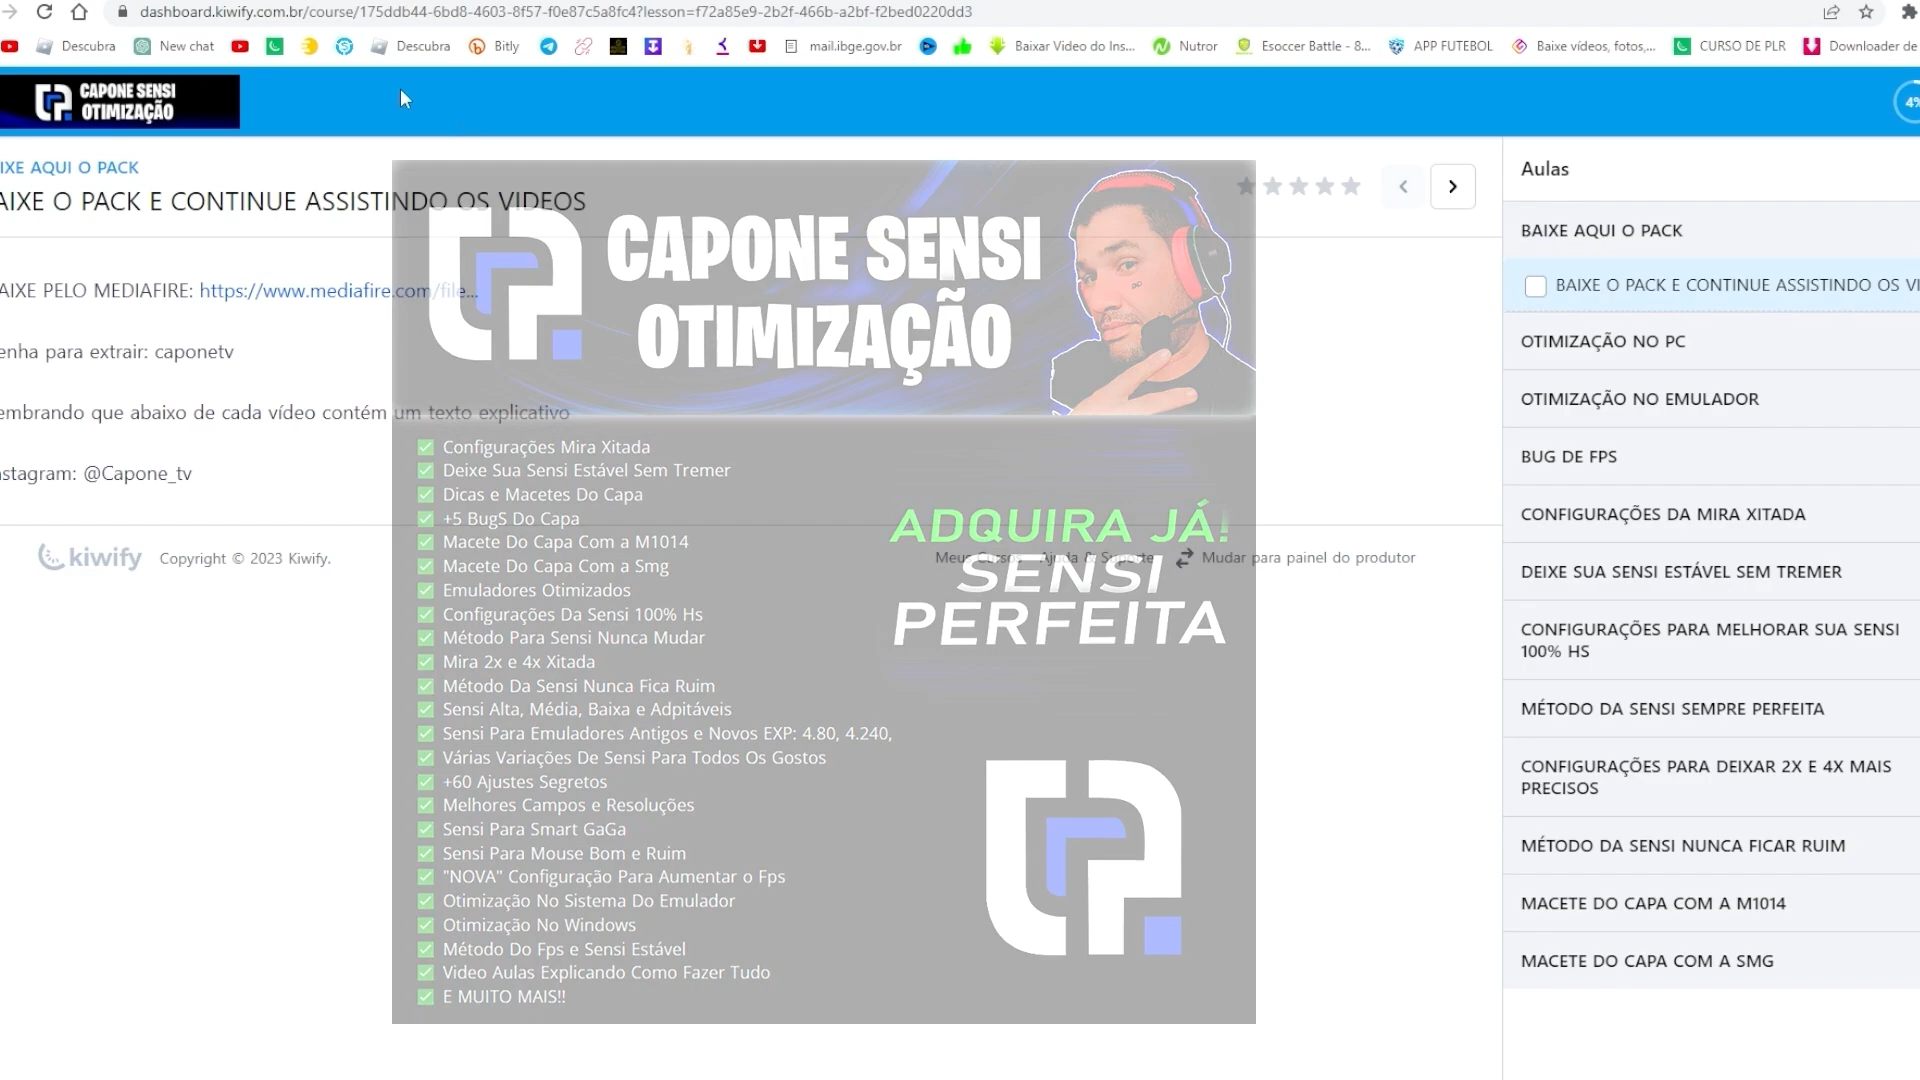 dashboard.kiwify.com.br/course/175ddb44-6bd8-4603-8f57-f0e87c5a8fc4?lesson=f72a85e9-2b2f-466b-a2bf-f2bed0220dd3
Descubra
New chat
Descubra
Bitly
mail.ibge.gov.br
Baixar Video do Ins...
Nutror
Esoccer Battle - 8...
APP FUTEBOL
Baixe vídeos, fotos,...
CURSO DE PLR
Downloader de
CAPONE SENSI
OTIMIZAÇÃO
4%
IXE AQUI O PACK
AIXE O PACK E CONTINUE ASSISTINDO OS VIDEOS
AIXE PELO MEDIAFIRE: https://www.mediafire.com/file...
enha para extrair: caponetv
embrando que abaixo de cada vídeo contém um texto explicativo
nstagram: @Capone_tv
kiwify
Copyright © 2023 Kiwify.
Meus Cursos
Ajuda & Suporte
Mudar para painel do produtor
CAPONE SENSI
OTIMIZAÇÃO
Configurações Mira Xitada
Deixe Sua Sensi Estável Sem Tremer
Dicas e Macetes Do Capa
+5 BugS Do Capa
Macete Do Capa Com a M1014
Macete Do Capa Com a Smg
Emuladores Otimizados
Configurações Da Sensi 100% Hs
Método Para Sensi Nunca Mudar
Mira 2x e 4x Xitada
Método Da Sensi Nunca Fica Ruim
Sensi Alta, Média, Baixa e Adpitáveis
Sensi Para Emuladores Antigos e Novos EXP: 4.80, 4.240,
Várias Variações De Sensi Para Todos Os Gostos
+60 Ajustes Segretos
Melhores Campos e Resoluções
Sensi Para Smart GaGa
Sensi Para Mouse Bom e Ruim
"NOVA" Configuração Para Aumentar o Fps
Otimização No Sistema Do Emulador
Otimização No Windows
Método Do Fps e Sensi Estável
Video Aulas Explicando Como Fazer Tudo
E MUITO MAIS!!
ADQUIRA JÁ!
SENSI
PERFEITA
Aulas
BAIXE AQUI O PACK
BAIXE O PACK E CONTINUE ASSISTINDO OS VI
OTIMIZAÇÃO NO PC
OTIMIZAÇÃO NO EMULADOR
BUG DE FPS
CONFIGURAÇÕES DA MIRA XITADA
DEIXE SUA SENSI ESTÁVEL SEM TREMER
CONFIGURAÇÕES PARA MELHORAR SUA SENSI
100% HS
MÉTODO DA SENSI SEMPRE PERFEITA
CONFIGURAÇÕES PARA DEIXAR 2X E 4X MAIS
PRECISOS
MÉTODO DA SENSI NUNCA FICAR RUIM
MACETE DO CAPA COM A M1014
MACETE DO CAPA COM A SMG